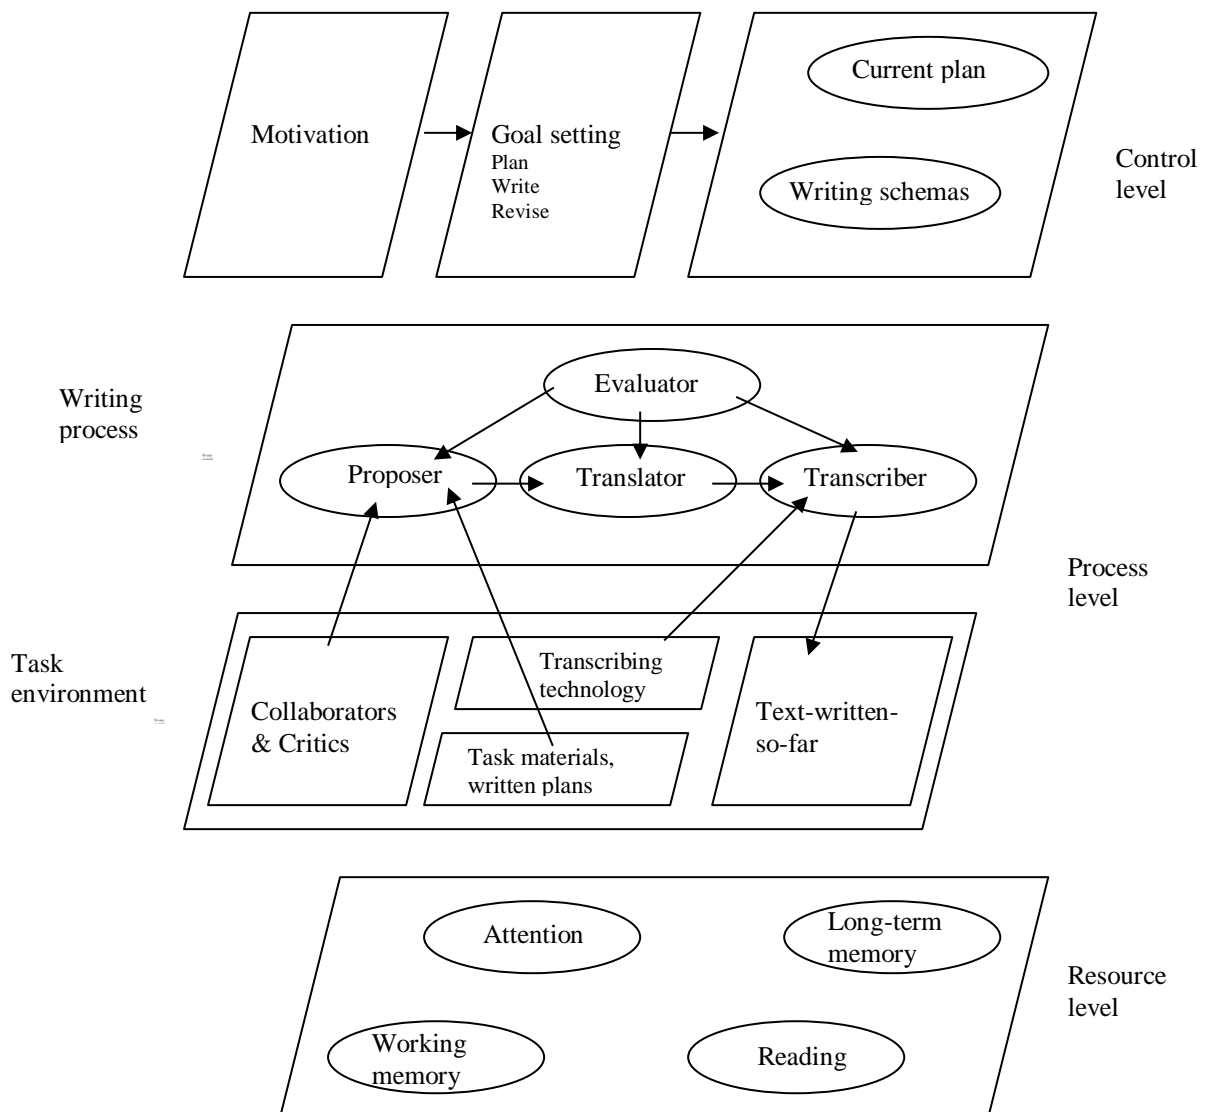 Current plan
Motivation
Goal setting
Plan
Write
Revise
Control
level
Writing schemas
Writing
process
Evaluator
Proposer
Translator
Transcriber
Process
level
Task
environment
Collaborators
& Critics
Transcribing
technology
Task materials,
written plans
Text-written-
so-far
Attention
Long-term
memory
Resource
level
Working
memory
Reading